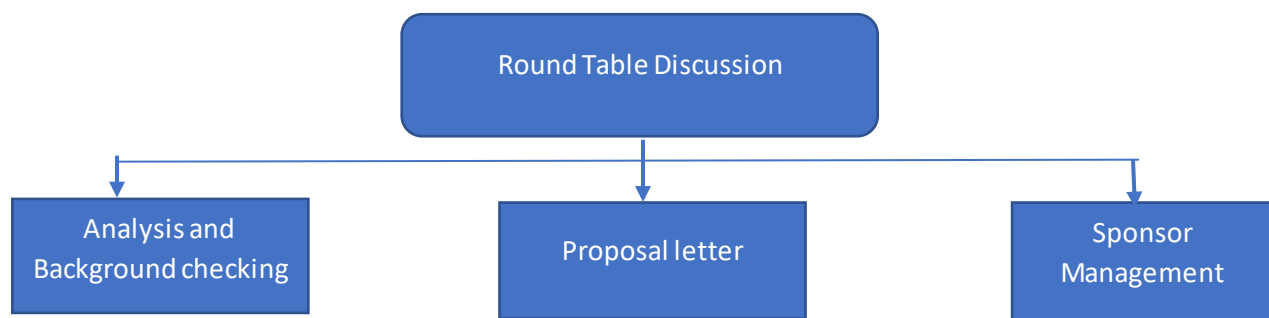 Round Table Discussion
Analysis and
Background checking
Proposal letter
Sponsor
Management